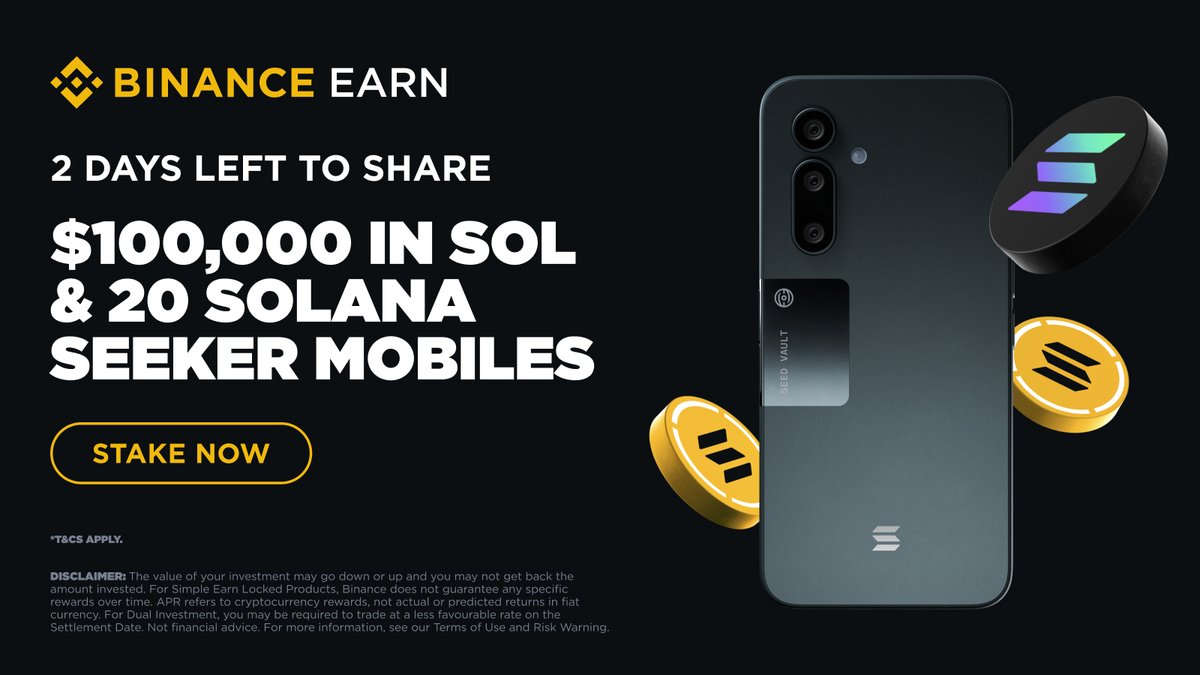 BINANCE EARN
2 DAYS LEFT TO SHARE
$100,000 IN SOL
& 20 SOLANA
SEEKER MOBILES
STAKE NOW
*T&CS APPLY.
DISCLAIMER: The value of your investment may go down or up and you may not get back the
amount invested. For Simple Earn Locked Products, Binance does not guarantee any specific
rewards over time. APR refers to cryptocurrency rewards, not actual or predicted returns in fiat
currency. For Dual Investment, you may be required to trade at a less favourable rate on the
Settlement Date. Not financial advice. For more information, see our Terms of Use and Risk Warning.
SEED VAULT